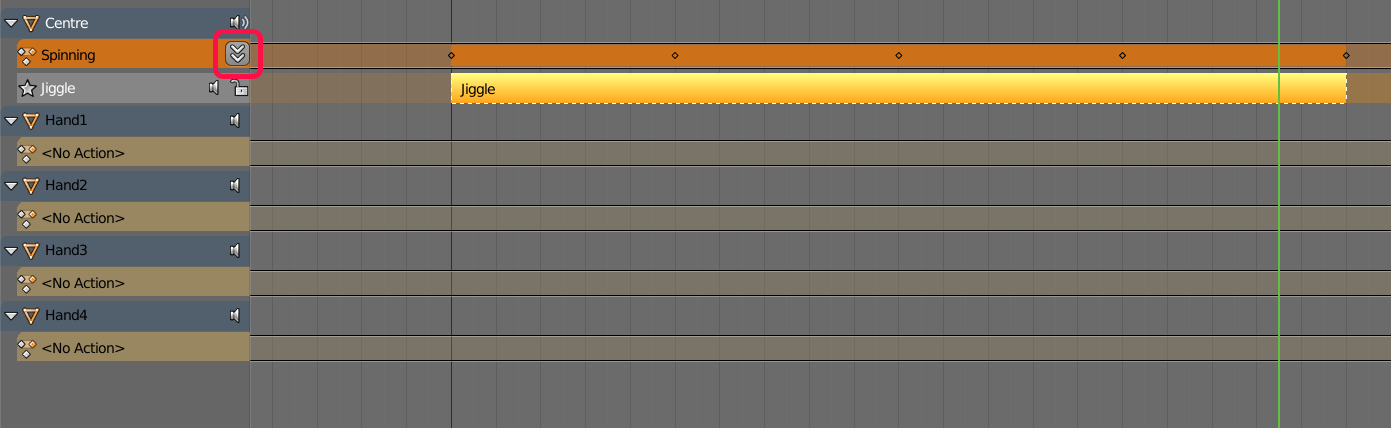 Centre
Spinning
Jiggle Jiggle
Hand1
<No Action>
Hand2
<No Action>
Hand3
<No Action>
Hand4
<No Action>